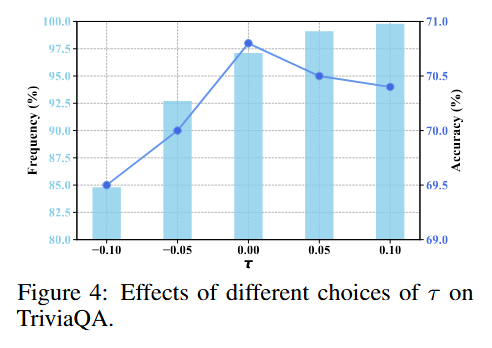 100.0
97.5
95.0
92.5
90.0
87.5
85.0
82.5
80.0
Frequency (%)
71.0
70.5
70.0
69.5
69.0
Accuracy (%)
−0.10 −0.05 0.00 0.05 0.10
τ
Figure 4: Effects of different choices of τ on
TriviaQA.